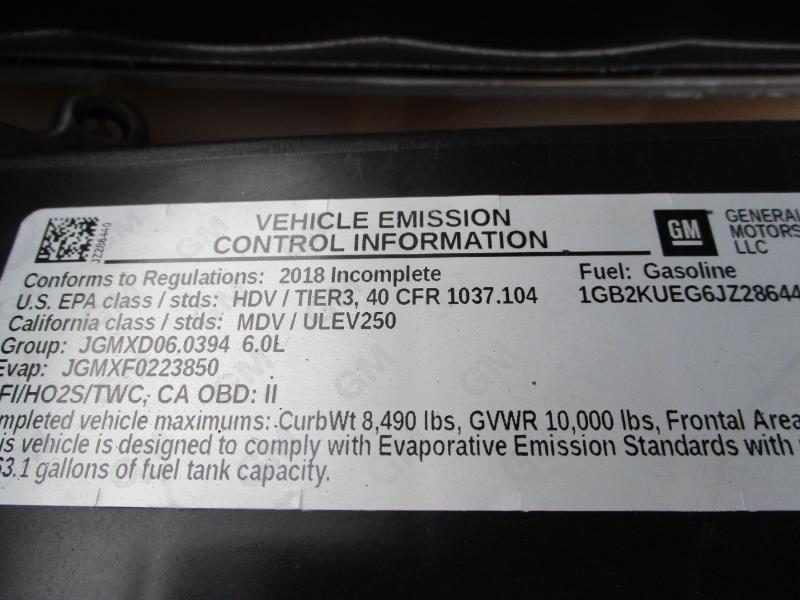 VEHICLE EMISSION
CONTROL INFORMATION
GM
GENERAL
MOTORS
LLC
JZ286440
Conforms to Regulations: 2018 Incomplete
Fuel: Gasoline
U.S. EPA class / stds: HDV / TIER3, 40 CFR 1037.104
1GB2KUEG6JZ28644
California class / stds: MDV / ULEV250
Group: JGMXD06.0394 6.0L
Evap: JGMXF0223850
FI/HO2S/TWC, CA OBD: II
mpleted vehicle maximums: CurbWt 8,490 lbs, GVWR 10,000 lbs, Frontal Area
is vehicle is designed to comply with Evaporative Emission Standards with
63.1 gallons of fuel tank capacity.